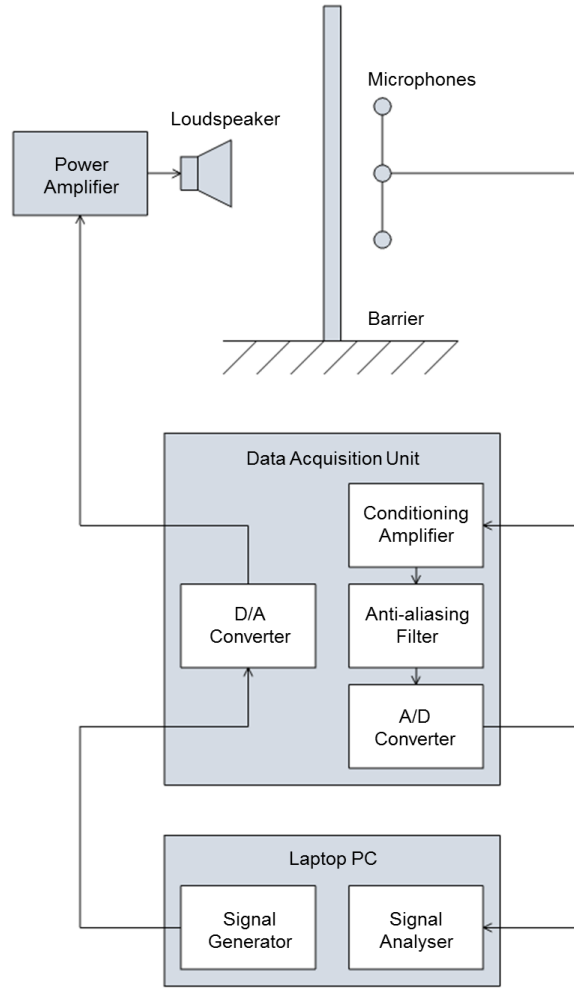 Microphones
Loudspeaker
Power
Amplifier
Barrier
Data Acquisition Unit
Conditioning
Amplifier
D/A
Converter
Anti-aliasing
Filter
A/D
Converter
Laptop PC
Signal
Generator
Signal
Analyser